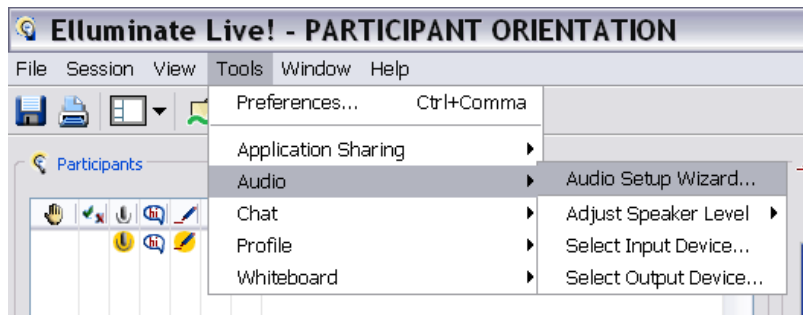 Elluminate Live! - PARTICIPANT ORIENTATION
File Session View Tools Window Help
Preferences... Ctrl+Comma
Application Sharing
Participants
Audio
Audio Setup Wizard...
Chat
Adjust Speaker Level
Profile
Select Input Device...
Whiteboard
Select Output Device...